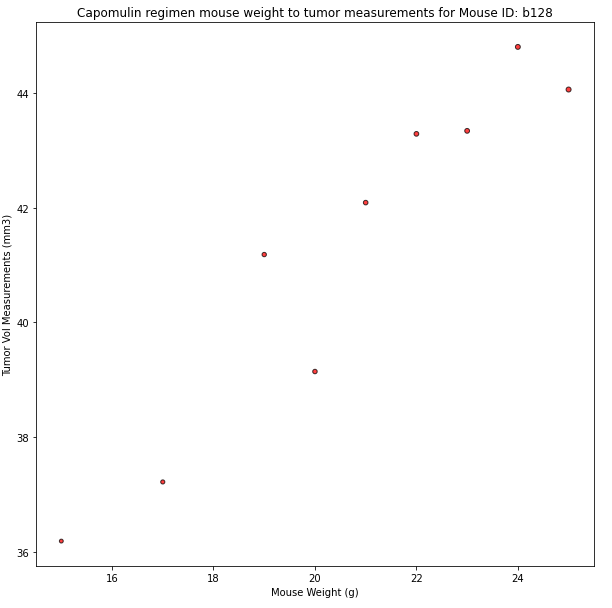 Capomulin regimen mouse weight to tumor measurements for Mouse ID: b128
Tumor Vol Measurements (mm3)
44
42
40
38
36
16 18 20 22 24
Mouse Weight (g)